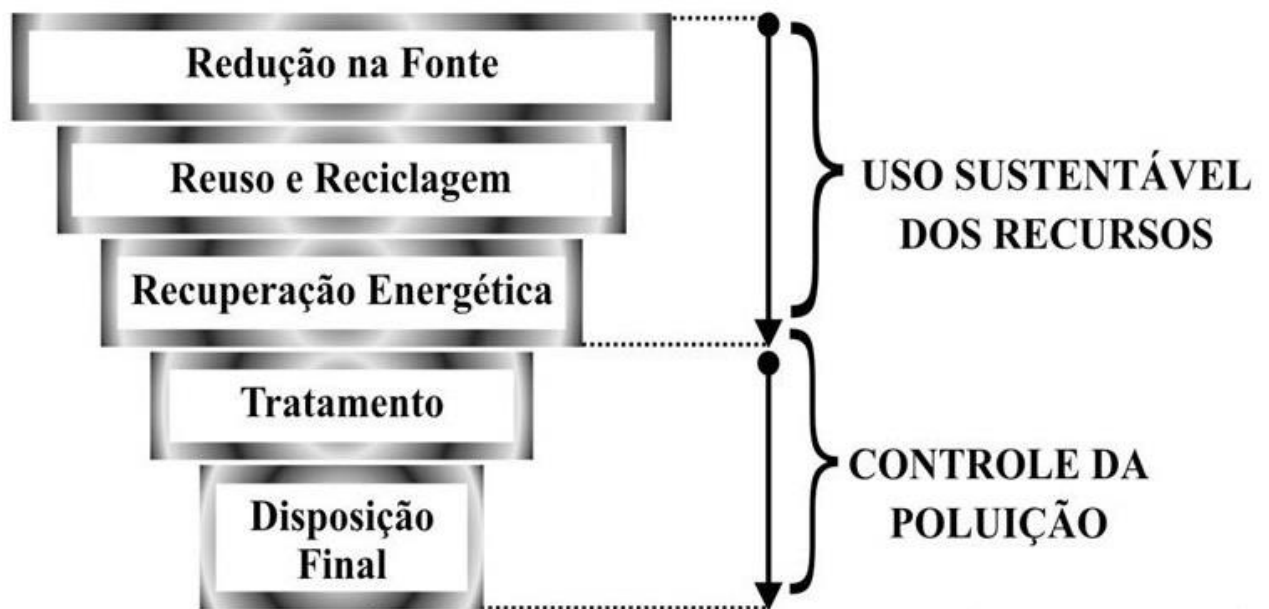 Redução na Fonte
Reuso e Reciclagem
Recuperação Energética
Tratamento
Disposição
Final
USO SUSTENTÁVEL
DOS RECURSOS
CONTROLE DA
POLUIÇÃO